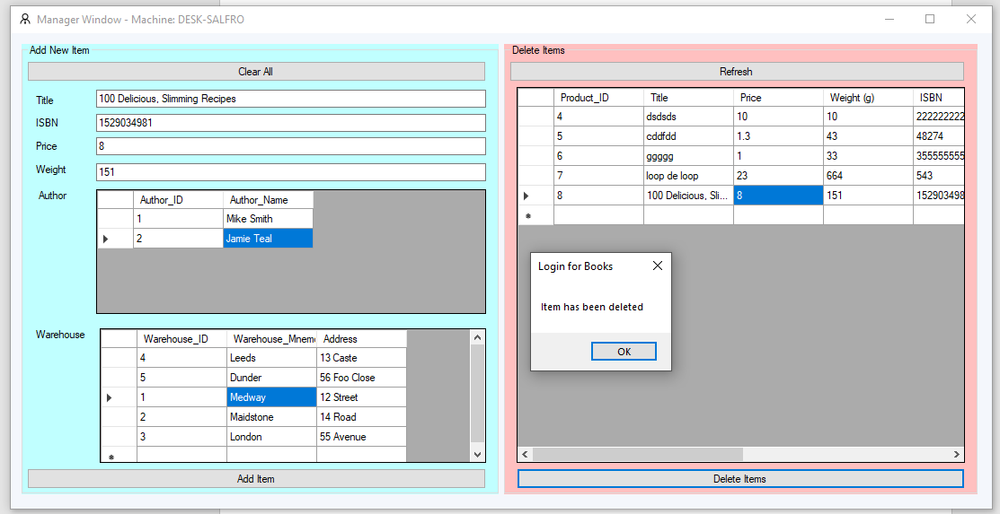 Manager Window - Machine: DESK-SALFRO
Add New Item
Clear All
Title 100 Delicious, Slimming Recipes
ISBN 1529034981
Price 8
Weight 151
Author
Author_ID Author_Name
1 Mike Smith
2 Jamie Teal
Warehouse
Warehouse_ID Warehouse_Mnem Address
4 Leeds 13 Caste
5 Dunder 56 Foo Close
1 Medway 12 Street
2 Maidstone 14 Road
3 London 55 Avenue
Add Item
Delete Items
Refresh
Product_ID Title Price Weight (g) ISBN
4 dsdsds 10 10 222222222
5 cddfdd 1.3 43 48274
6 ggggg 1 33 355555555
7 loop de loop 23 664 543
8 100 Delicious, Sli... 8 151 152903498
Login for Books
Item has been deleted
OK
Delete Items